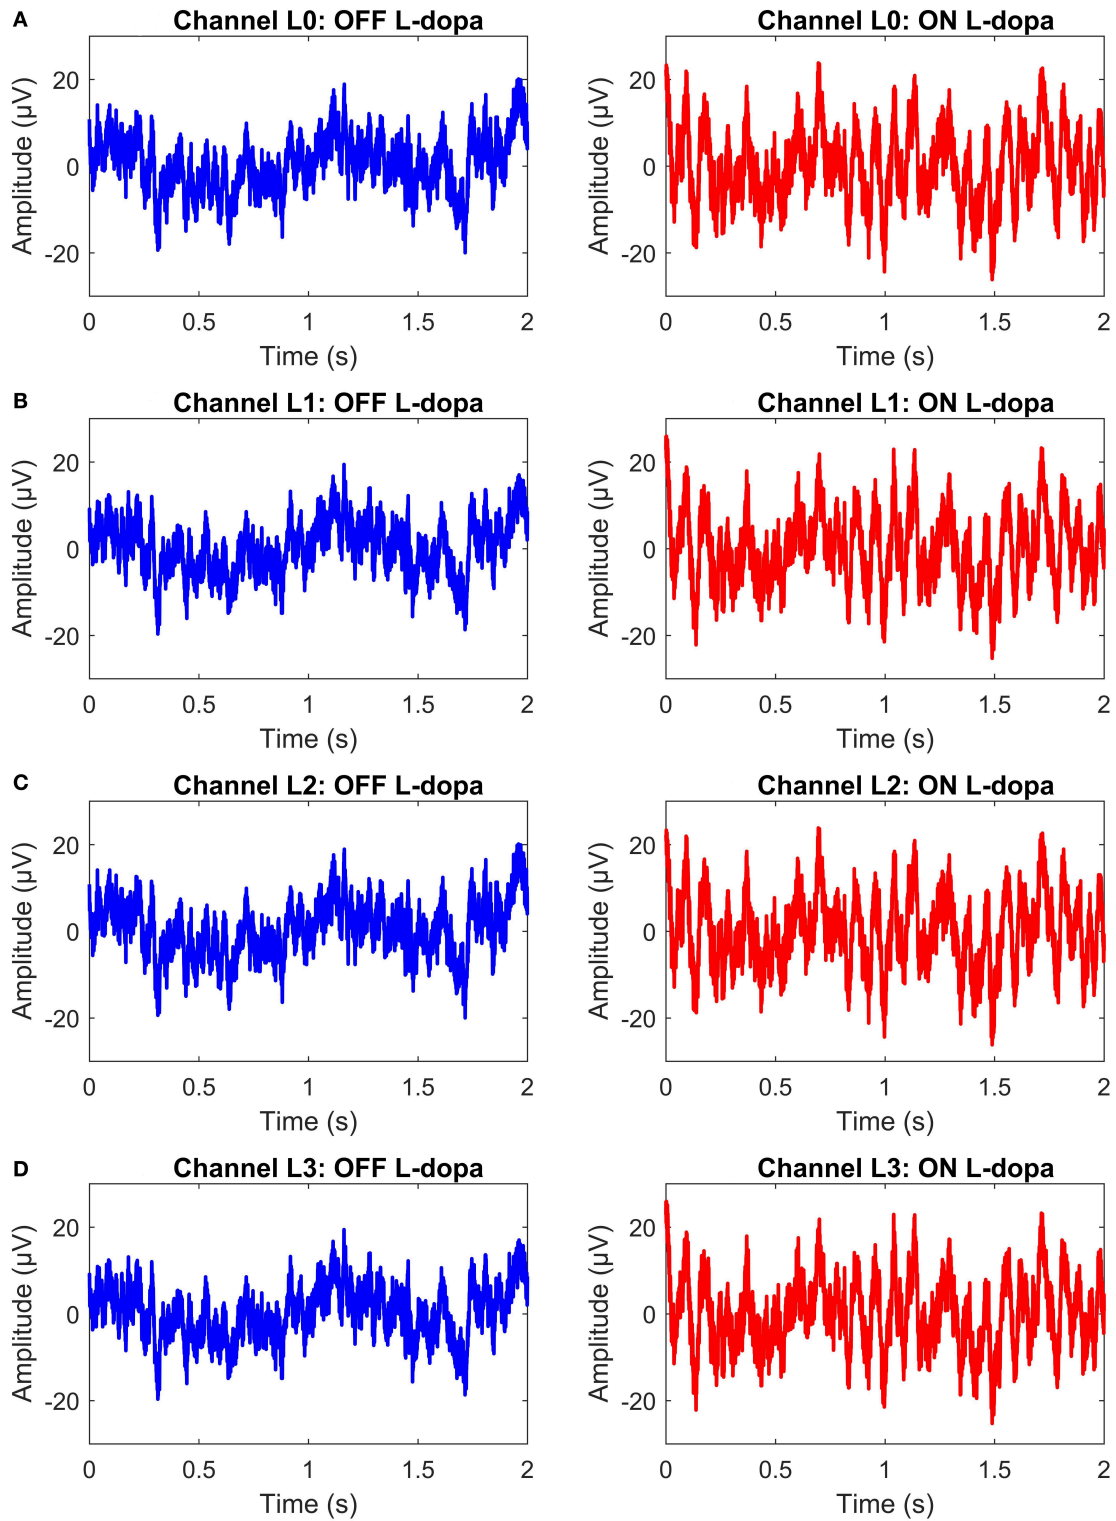 A
Channel L0: OFF L-dopa
Channel L0: ON L-dopa
Amplitude (µV)
20
0
-20
0 0.5 1 1.5 2
Time (s)
Amplitude (µV)
20
0
-20
0 0.5 1 1.5 2
Time (s)
B
Channel L1: OFF L-dopa
Channel L1: ON L-dopa
Amplitude (µV)
20
0
-20
0 0.5 1 1.5 2
Time (s)
Amplitude (µV)
20
0
-20
0 0.5 1 1.5 2
Time (s)
C
Channel L2: OFF L-dopa
Channel L2: ON L-dopa
Amplitude (µV)
20
0
-20
0 0.5 1 1.5 2
Time (s)
Amplitude (µV)
20
0
-20
0 0.5 1 1.5 2
Time (s)
D
Channel L3: OFF L-dopa
Channel L3: ON L-dopa
Amplitude (µV)
20
0
-20
0 0.5 1 1.5 2
Time (s)
Amplitude (µV)
20
0
-20
0 0.5 1 1.5 2
Time (s)